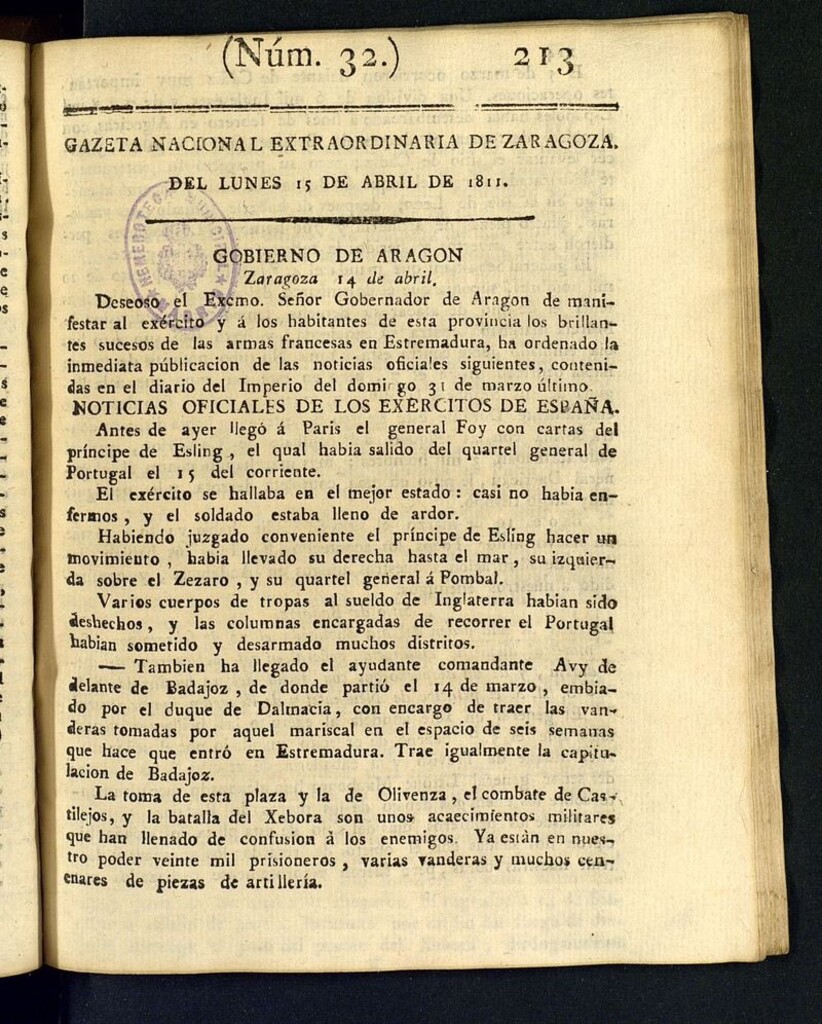 (Núm. 32.) 213
GAZETA NACIONAL EXTRAORDINARIA DE ZARAGOZA.
DEL LUNES 15 DE ABRIL DE 1811.
GOBIERNO DE ARAGON
Zaragoza 14 de abril.
Deseoso el Excmo. Señor Gobernador de Aragon de mani-
festar al exército y á los habitantes de esta provincia los brillan-
tes sucesos de las armas francesas en Estremadura, ha ordenado la
inmediata públicacion de las noticias oficiales siguientes, conteni-
das en el diario del Imperio del domingo 31 de marzo último.
NOTICIAS OFICIALES DE LOS EXERCITOS DE ESPAÑA.
Antes de ayer llegó á Paris el general Foy con cartas del
príncipe de Esling, el qual habia salido del quartel general de
Portugal el 15 del corriente.
El exército se hallaba en el mejor estado: casi no habia en-
fermos, y el soldado estaba lleno de ardor.
Habiendo juzgado conveniente el príncipe de Esling hacer un
movimiento, habia llevado su derecha hasta el mar, su izquier-
da sobre el Zezaro, y su quartel general á Pombal.
Varios cuerpos de tropas al sueldo de Inglaterra habian sido
deshechos, y las columnas encargadas de recorrer el Portugal
habian sometido y desarmado muchos distritos.
— Tambien ha llegado el ayudante comandante Avy de
delante de Badajoz, de donde partió el 14 de marzo, embia-
do por el duque de Dalmacia, con encargo de traer las van-
deras tomadas por aquel mariscal en el espacio de seis semanas
que hace que entró en Estremadura. Trae igualmente la capitu-
lacion de Badajoz.
La toma de esta plaza y la de Olivenza, el combate de Cas-
tilejos, y la batalla del Xebora son unos acaecimientos militares
que han llenado de confusion à los enemigos. Ya están en nues-
tro poder veinte mil prisioneros, varias vanderas y muchos cen-
enares de piezas de artillería.
HEMEROTECA MUNICIPAL
MADRID